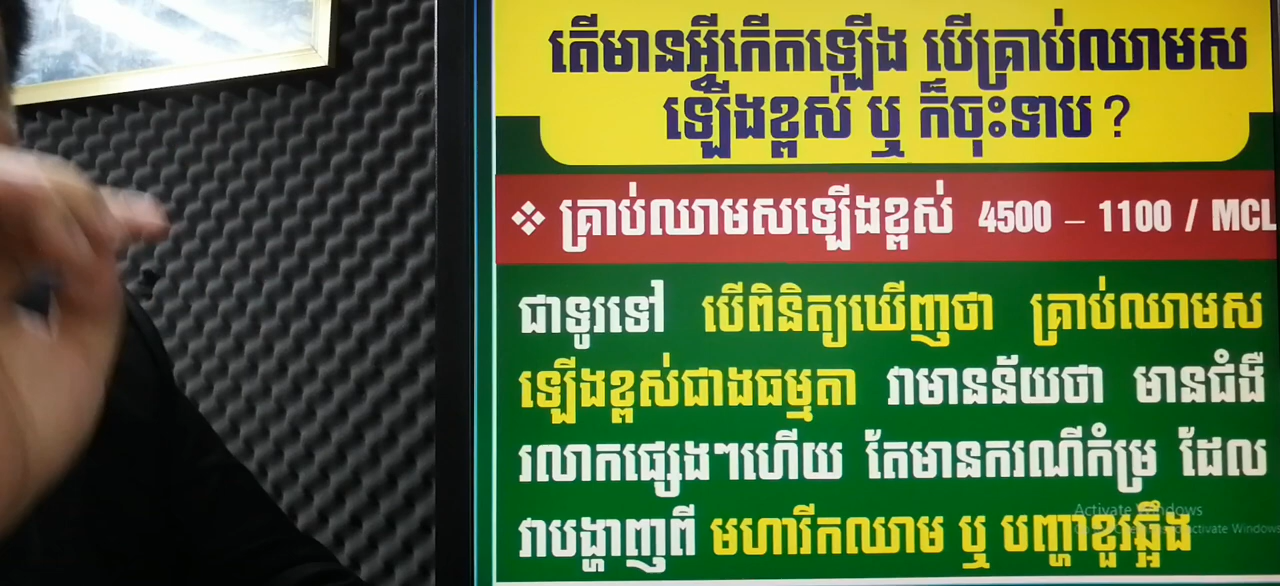 តើមានអ្វីកើតឡើង បើគ្រាប់ឈាមស
ឡើងខ្ពស់ ឬ ក៏ចុះទាប?
❖ គ្រាប់ឈាមសឡើងខ្ពស់ 4500 – 1100 / MCL
ជាទូរទៅ បើពិនិត្យឃើញថា គ្រាប់ឈាមស
ឡើងខ្ពស់ជាងធម្មតា វាមានន័យថា មានជំងឺ
រលាកផ្សេងៗហើយ តែមានករណីកំម្រ ដែល
វាបង្ហាញពី មហារីកឈាម ឬ បញ្ហាខួរឆ្អឹង
Activate Windows